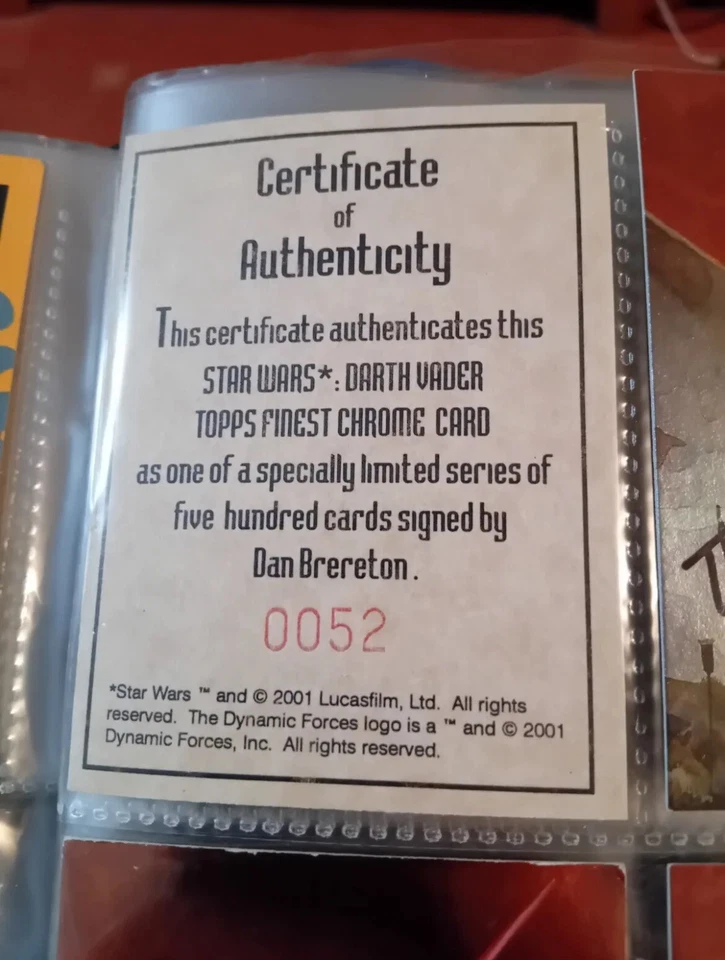 Certificate
of
Authenticity
This certificate authenticates this
STAR WARS*: DARTH VADER
TOPPS FINEST CHROME CARD
as one of a specially limited series of
five hundred cards signed by
Dan Brereton.
0052
*Star Wars ™ and © 2001 Lucasfilm, Ltd. All rights
reserved. The Dynamic Forces logo is a ™ and © 2001
Dynamic Forces, Inc. All rights reserved.